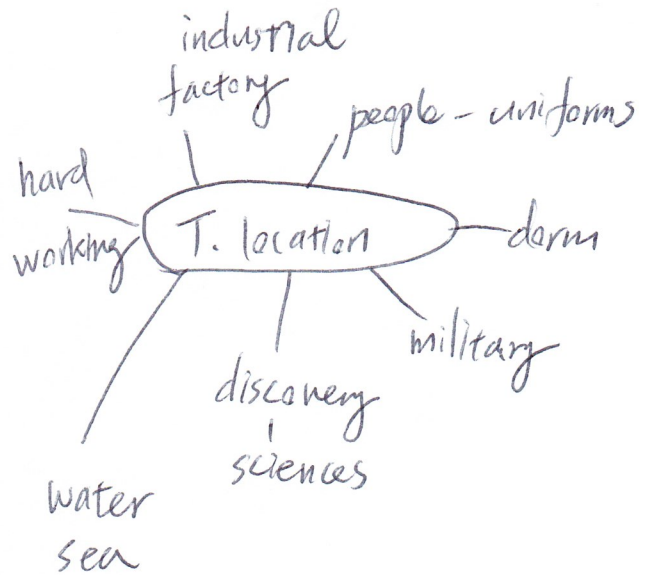 industrial
factory
people - uniforms
hard
working
T. location
dorm
military
discovery
sciences
water
sea